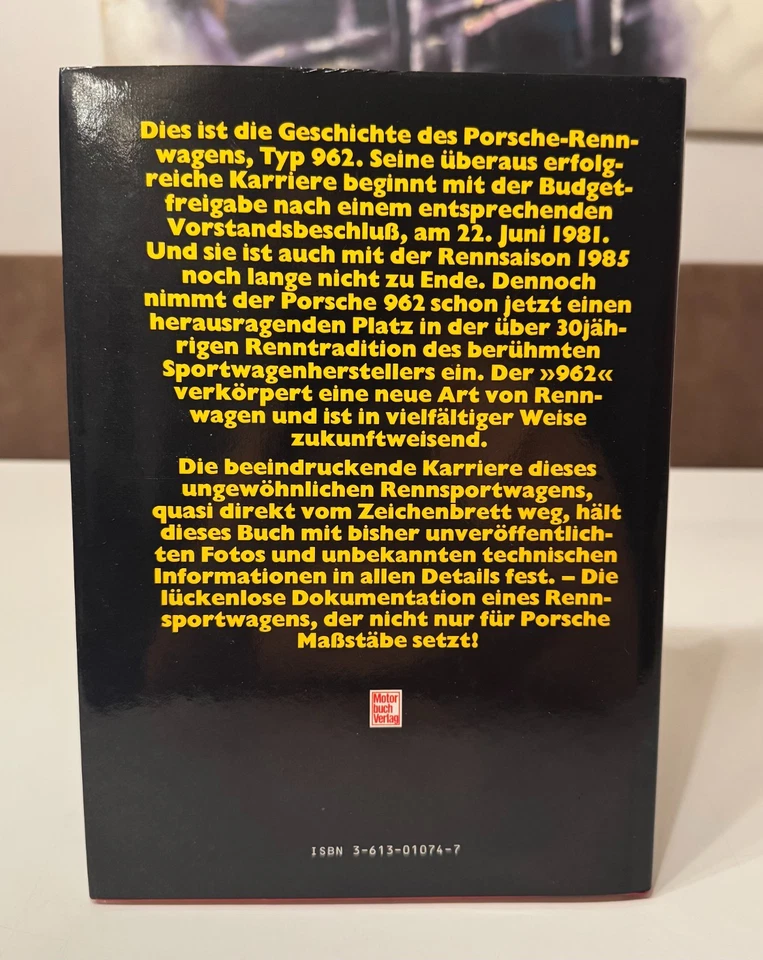 Dies ist die Geschichte des Porsche-Renn-
wagens, Typ 962. Seine überaus erfolg-
reiche Karriere beginnt mit der Budget-
freigabe nach einem entsprechenden
Vorstandsbeschluß, am 22. Juni 1981.
Und sie ist auch mit der Rennsaison 1985
noch lange nicht zu Ende. Dennoch
nimmt der Porsche 962 schon jetzt einen
herausragenden Platz in der über 30jäh-
rigen Renntradition des berühmten
Sportwagenherstellers ein. Der »962«
verkörpert eine neue Art von Renn-
wagen und ist in vielfältiger Weise
zukunftweisend.
Die beeindruckende Karriere dieses
ungewöhnlichen Rennsportwagens,
quasi direkt vom Zeichenbrett weg, hält
dieses Buch mit bisher unveröffentlich-
ten Fotos und unbekannten technischen
Informationen in allen Details fest. – Die
lückenlose Dokumentation eines Renn-
sportwagens, der nicht nur für Porsche
Maßstäbe setzt!
Motor
buch
Verlag
ISBN 3-613-01074-7